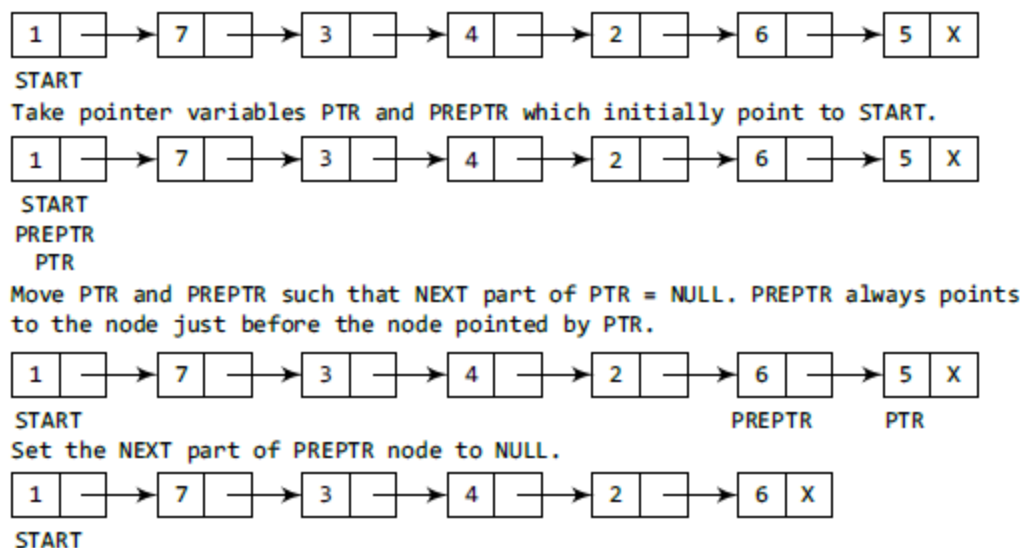 1 7 3 4 2 6 5 X
START
Take pointer variables PTR and PREPTR which initially point to START.
1 7 3 4 2 6 5 X
START
PREPTR
PTR
Move PTR and PREPTR such that NEXT part of PTR = NULL. PREPTR always points
to the node just before the node pointed by PTR.
1 7 3 4 2 6 5 X
START PREPTR PTR
Set the NEXT part of PREPTR node to NULL.
1 7 3 4 2 6 X
START